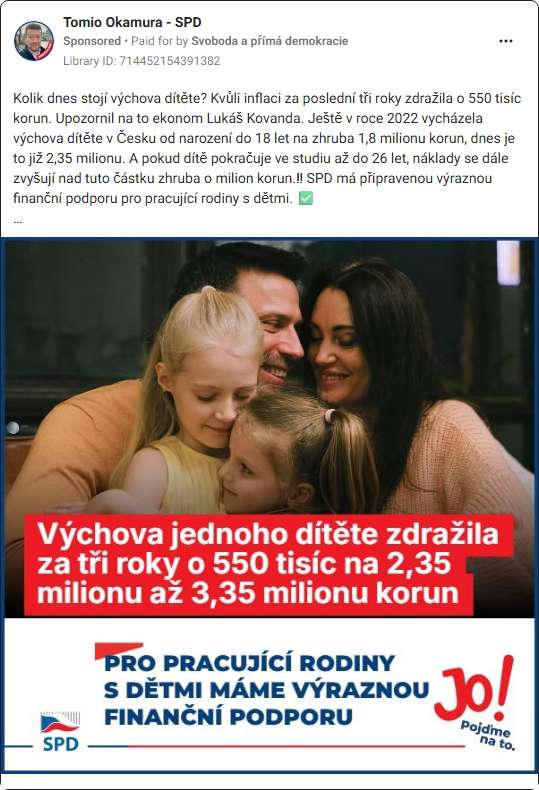 Tomio Okamura - SPD
Sponsored • Paid for by Svoboda a přímá demokracie
Library ID: 714452154391382
Kolik dnes stojí výchova dítěte? Kvůli inflaci za poslední tři roky zdražila o 550 tisíc
korun. Upozornil na to ekonom Lukáš Kovanda. Ještě v roce 2022 vycházela
výchova dítěte v Česku od narození do 18 let na zhruba 1,8 milionu korun, dnes je
to již 2,35 milionu. A pokud dítě pokračuje ve studiu až do 26 let, náklady se dále
zvyšují nad tuto částku zhruba o milion korun.‼ SPD má připravenou výraznou
finanční podporu pro pracující rodiny s dětmi. ✅
...
Výchova jednoho dítěte zdražila
za tři roky o 550 tisíc na 2,35
milionu až 3,35 milionu korun
PRO PRACUJÍCÍ RODINY
S DĚTMI MÁME VÝRAZNOU
FINANČNÍ PODPORU
Jo!
Pojďme
na to.
SPD